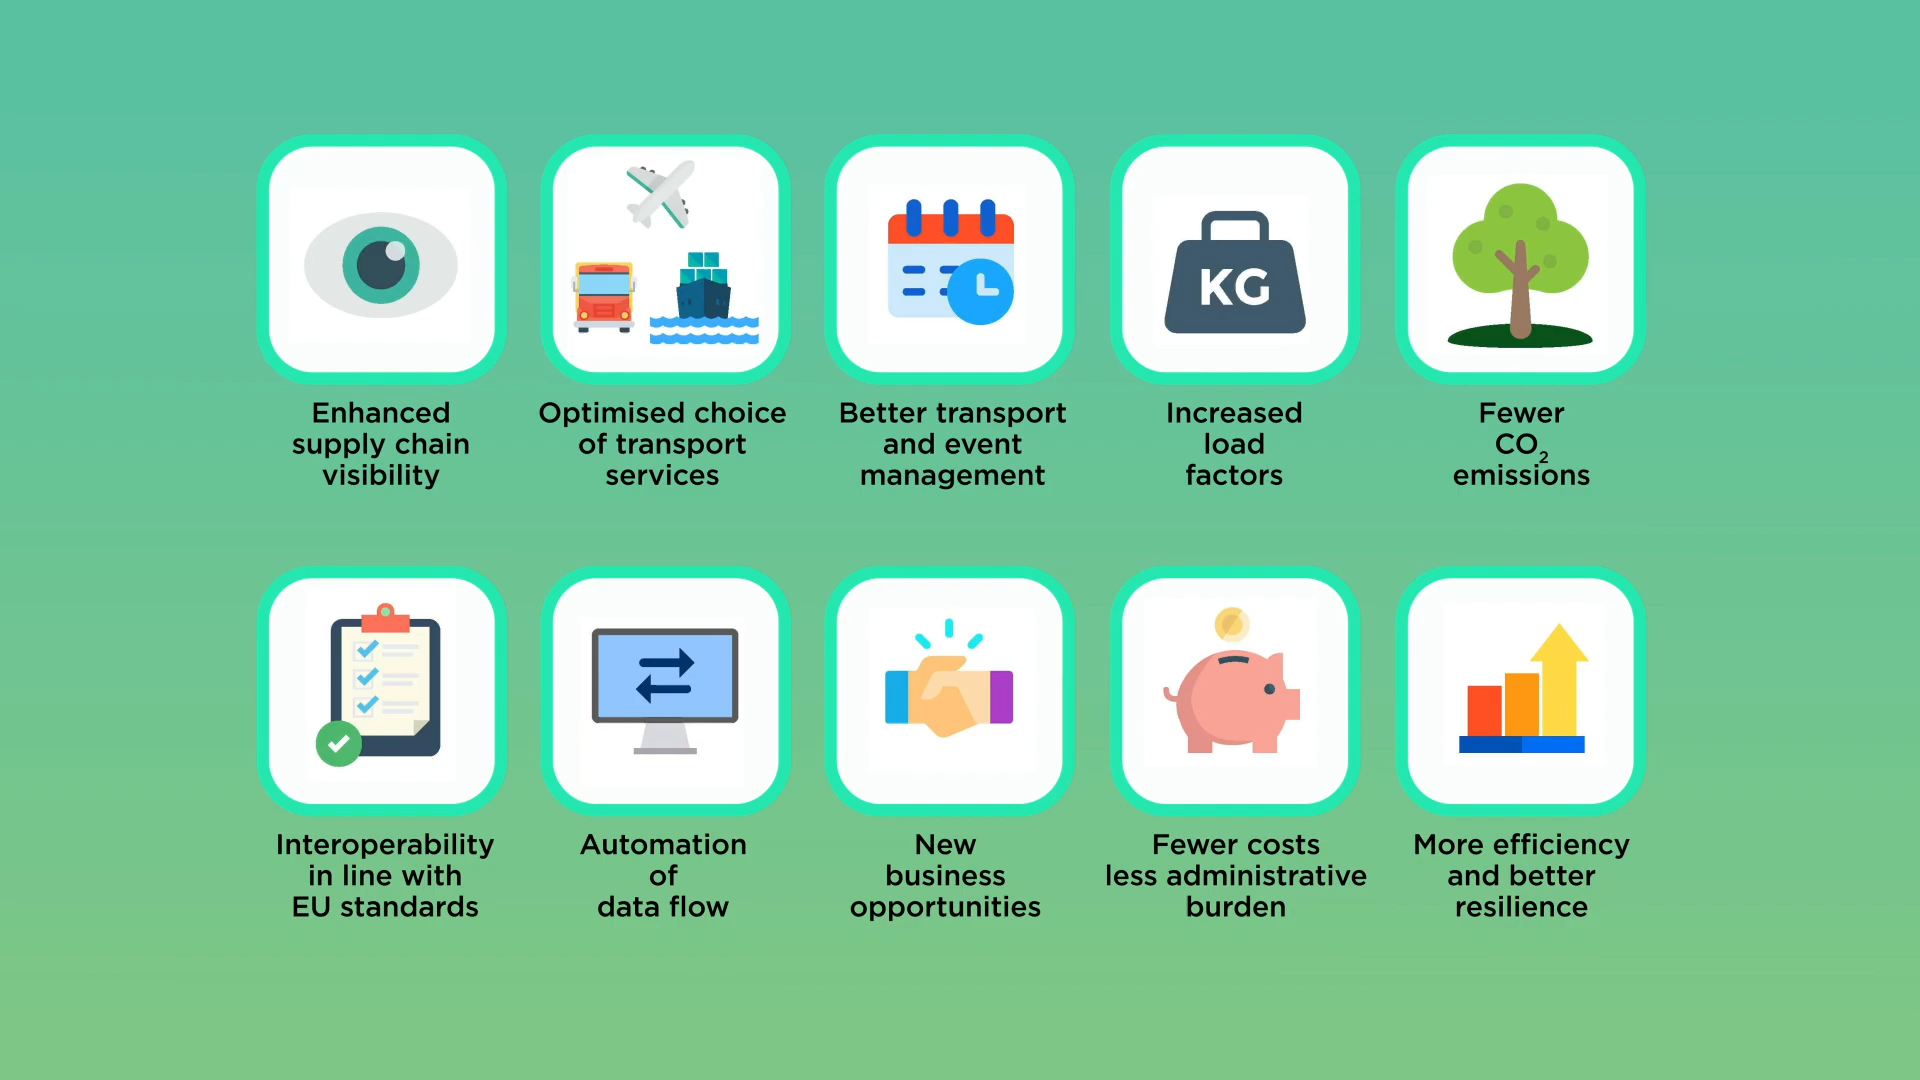 KG
Enhanced
supply chain
visibility
Optimised choice
of transport
services
Better transport
and event
management
Increased
load
factors
Fewer
CO₂
emissions
Interoperability
in line with
EU standards
Automation
of
data flow
New
business
opportunities
Fewer costs
less administrative
burden
More efficiency
and better
resilience